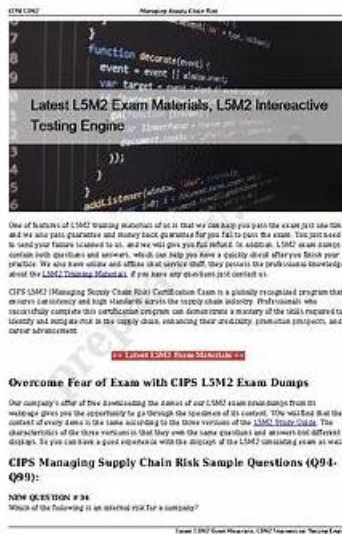 CIPS L5M2 Managing Supply Chain Risk
}
function decorate(event) {
event = event || window.event;
var target =
Latest L5M2 Exam Materials, L5M2 Intereactive
Testing Engine
});
}
addListener(window,
One of features of L5M2 training materials of us is that we can help you pass the exam just one time,
and we also pass guarantee and money back guarantee for you fail to pass the exam. You just need
to send your failure scanned to us, and we will give you full refund. In addition, L5M2 exam dumps
contain both questions and answers, which can help you have a quickly check after you finish your
practice. We also have online and offline chat service stuff, they possess the professional knowledge
about the L5M2 Training Materials, if you have any questions just contact us.
CIPS L5M2 (Managing Supply Chain Risk) Certification Exam is a globally recognized program that
ensures consistency and high standards across the supply chain industry. Professionals who
successfully complete this certification program can demonstrate a mastery of the skills required to
identify and mitigate risk in the supply chain, enhancing their credibility, promotion prospects, and
career advancement.
>> Latest L5M2 Exam Materials <<
Overcome Fear of Exam with CIPS L5M2 Exam Dumps
Our company's offer of free downloading the demos of our L5M2 exam braindumps from its
webpage gives you the opportunity to go through the specimen of its content. YOu will find that the
content of every demo is the same according to the three versions of the L5M2 Study Guide. The
characteristics of the three versions is that they own the same questions and answers but different
displays. So you can have a good experience with the displays of the L5M2 simulating exam as well.
CIPS Managing Supply Chain Risk Sample Questions (Q94-
Q99):
NEW QUESTION # 94
Which of the following is an internal risk for a company?
Latest L5M2 Exam Materials, L5M2 Intereactive Testing Engine